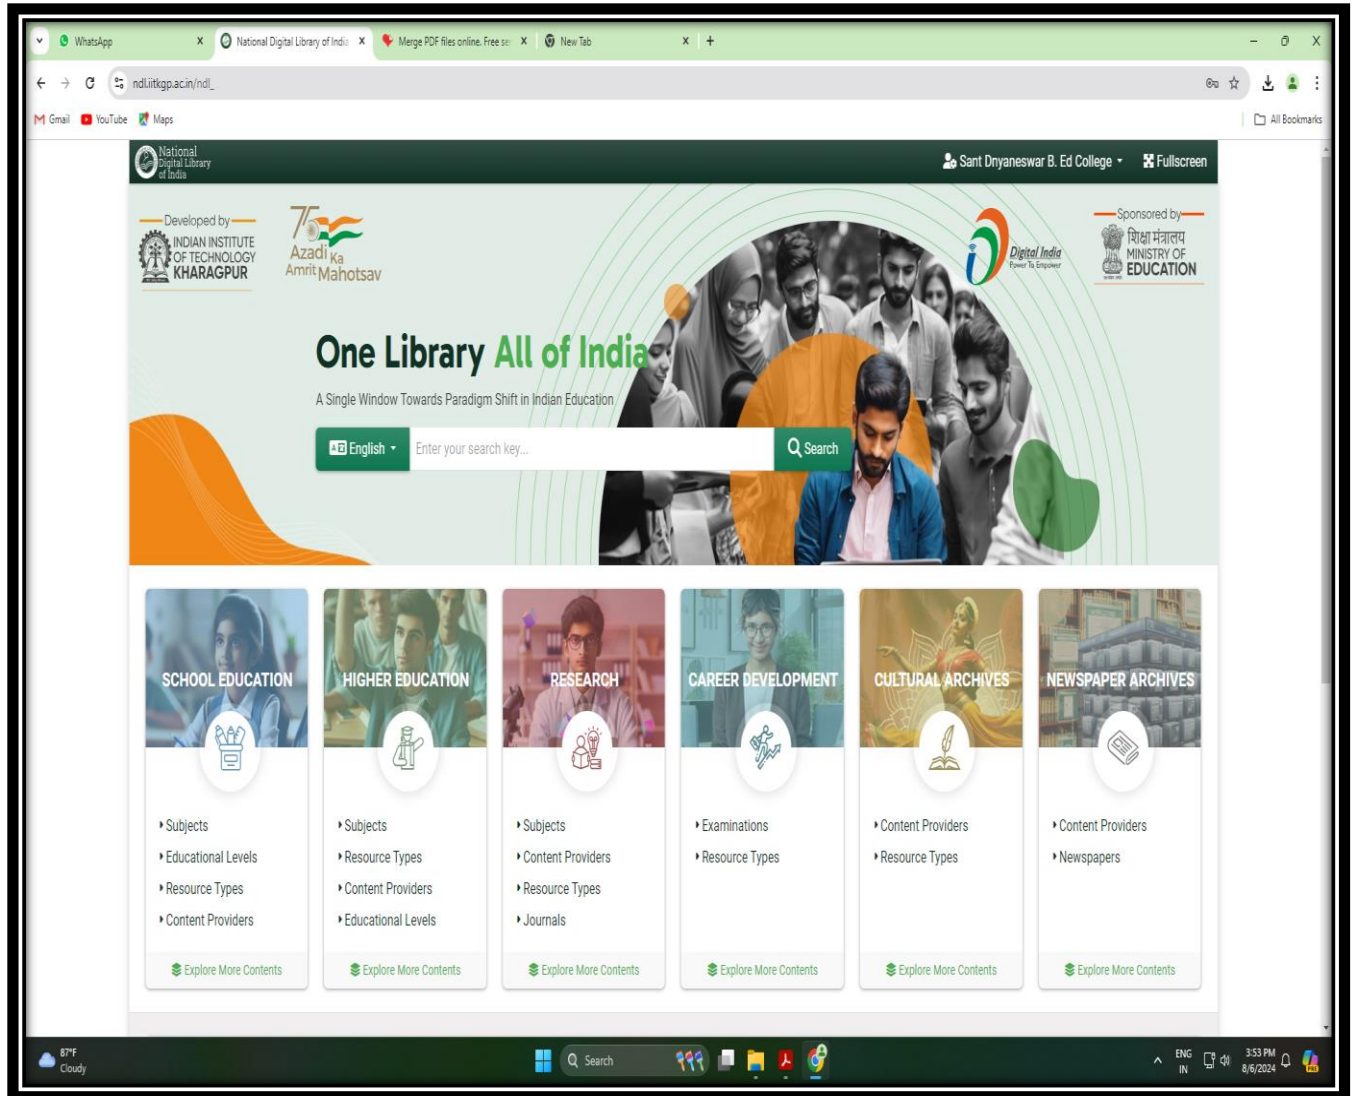 WhatsApp
National Digital Library of India
Merge PDF files online. Free ser
New Tab
ndl.iitkgp.ac.in/ndl_
Gmail
YouTube
Maps
All Bookmarks
National
Digital Library
of India
Sant Dnyaneswar B. Ed College
Fullscreen
Developed by
INDIAN INSTITUTE
OF TECHNOLOGY
KHARAGPUR
75
Azadi Ka
Amrit Mahotsav
Digital India
Power To Empower
Sponsored by
शिक्षा मंत्रालय
MINISTRY OF
EDUCATION
One Library All of India
A Single Window Towards Paradigm Shift in Indian Education
English
Enter your search key...
Search
SCHOOL EDUCATION
Subjects
Educational Levels
Resource Types
Content Providers
Explore More Contents
HIGHER EDUCATION
Subjects
Resource Types
Content Providers
Educational Levels
Explore More Contents
RESEARCH
Subjects
Content Providers
Resource Types
Journals
Explore More Contents
CAREER DEVELOPMENT
Examinations
Resource Types
Explore More Contents
CULTURAL ARCHIVES
Content Providers
Resource Types
Explore More Contents
NEWSPAPER ARCHIVES
Content Providers
Newspapers
Explore More Contents
87°F
Cloudy
Search
ENG
IN
3:53 PM
8/6/2024